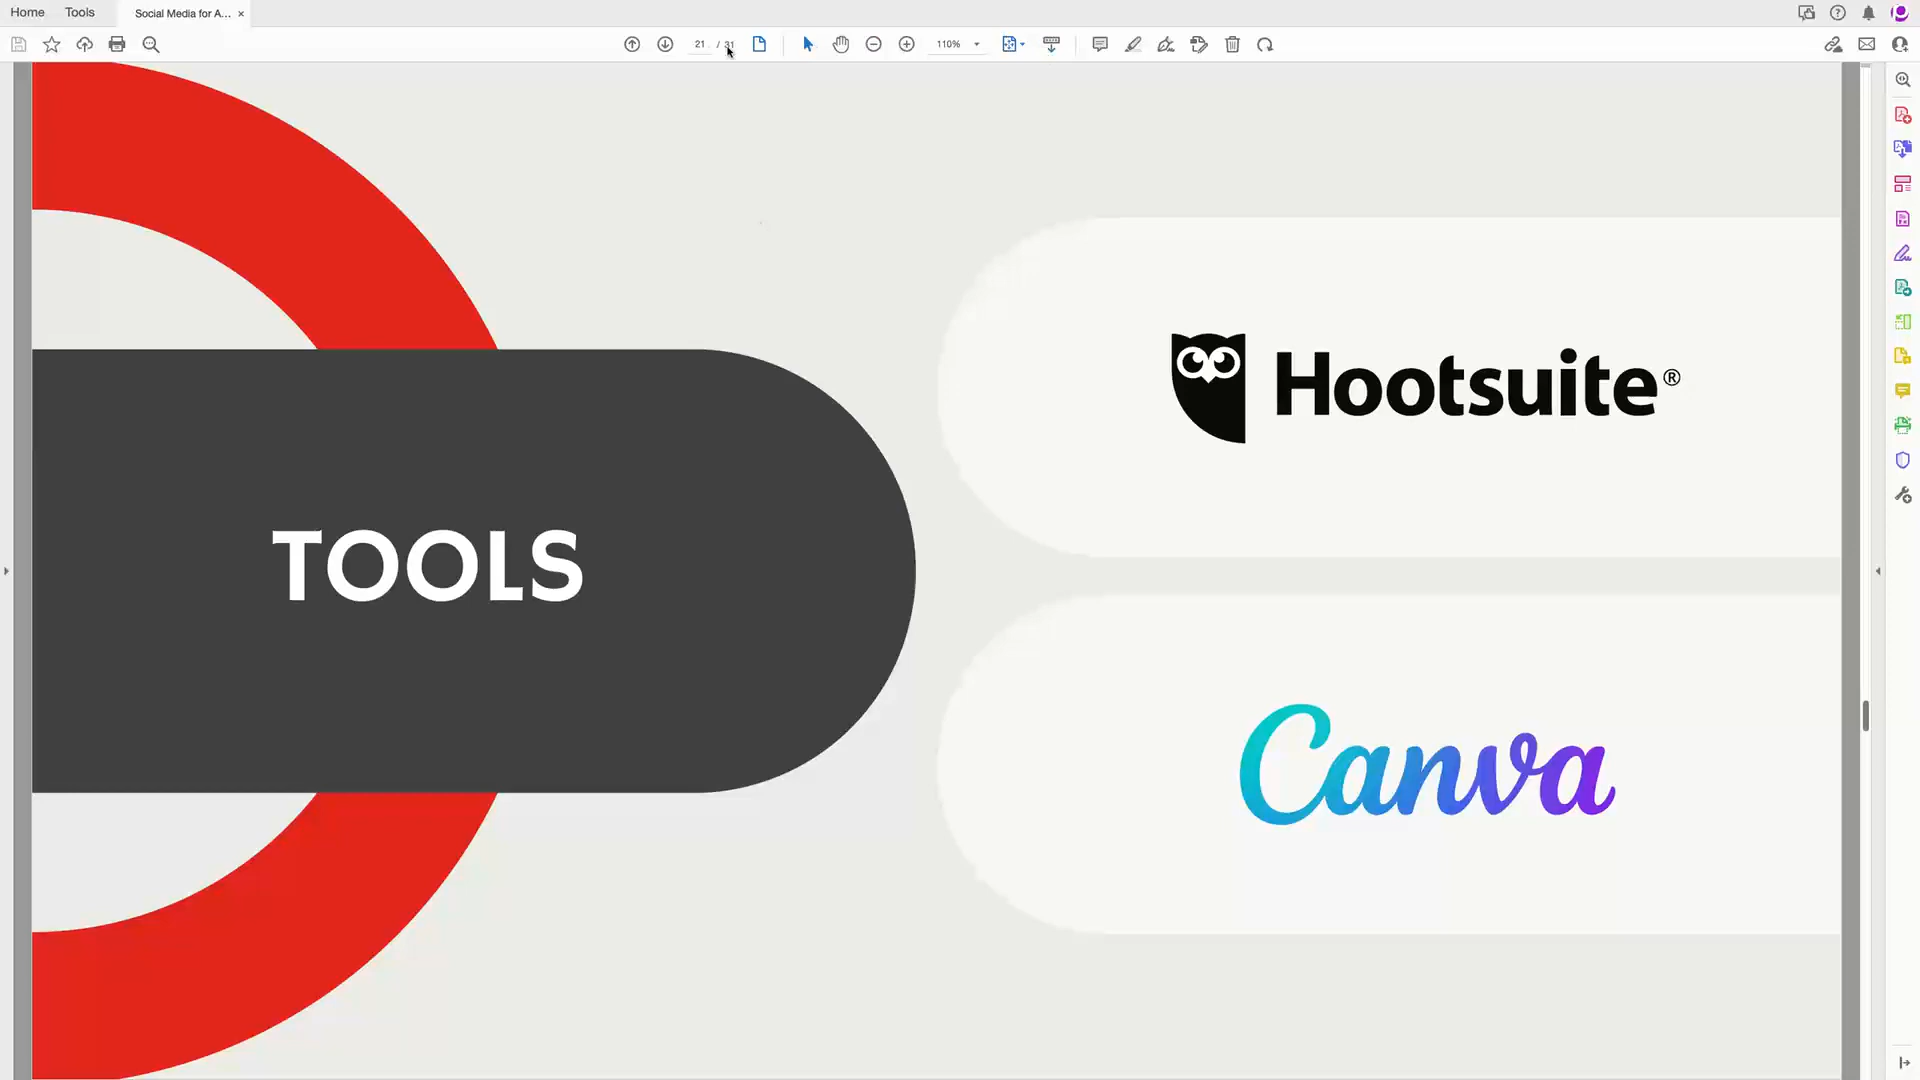 Home
Tools
Social Media for A...
21 / 31
110%
Hootsuite®
TOOLS
Canva